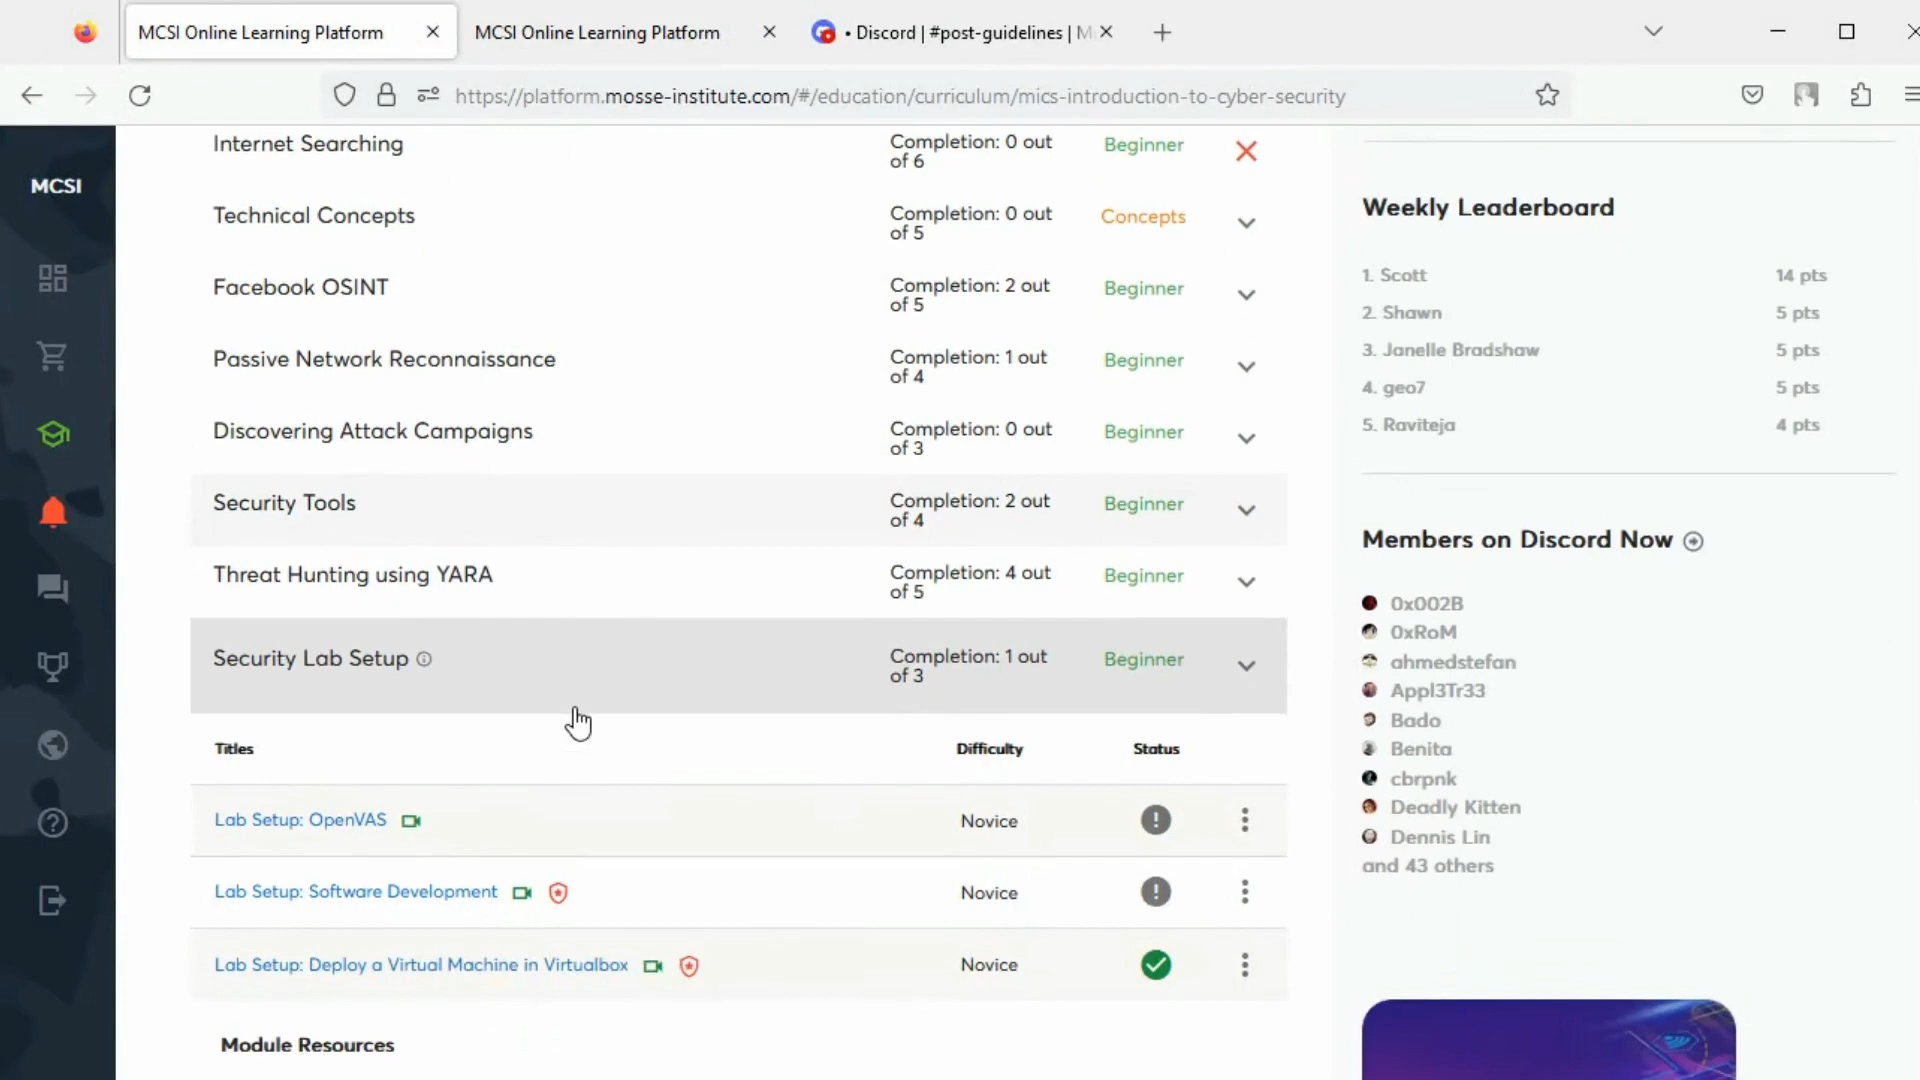 MCSI Online Learning Platform
MCSI Online Learning Platform
• Discord | #post-guidelines | M
https://platform.mosse-institute.com/#/education/curriculum/mics-introduction-to-cyber-security
MCSI
Internet Searching
Completion: 0 out
of 6
Beginner
Technical Concepts
Completion: 0 out
of 5
Concepts
Facebook OSINT
Completion: 2 out
of 5
Beginner
Passive Network Reconnaissance
Completion: 1 out
of 4
Beginner
Discovering Attack Campaigns
Completion: 0 out
of 3
Beginner
Security Tools
Completion: 2 out
of 4
Beginner
Threat Hunting using YARA
Completion: 4 out
of 5
Beginner
Security Lab Setup
Completion: 1 out
of 3
Beginner
Titles
Difficulty
Status
Lab Setup: OpenVAS
Novice
Lab Setup: Software Development
Novice
Lab Setup: Deploy a Virtual Machine in Virtualbox
Novice
Module Resources
Weekly Leaderboard
1. Scott 14 pts
2. Shawn 5 pts
3. Janelle Bradshaw 5 pts
4. geo7 5 pts
5. Raviteja 4 pts
Members on Discord Now
0x002B
0xRoM
ahmedstefan
Appl3Tr33
Bado
Benita
cbrpnk
Deadly Kitten
Dennis Lin
and 43 others